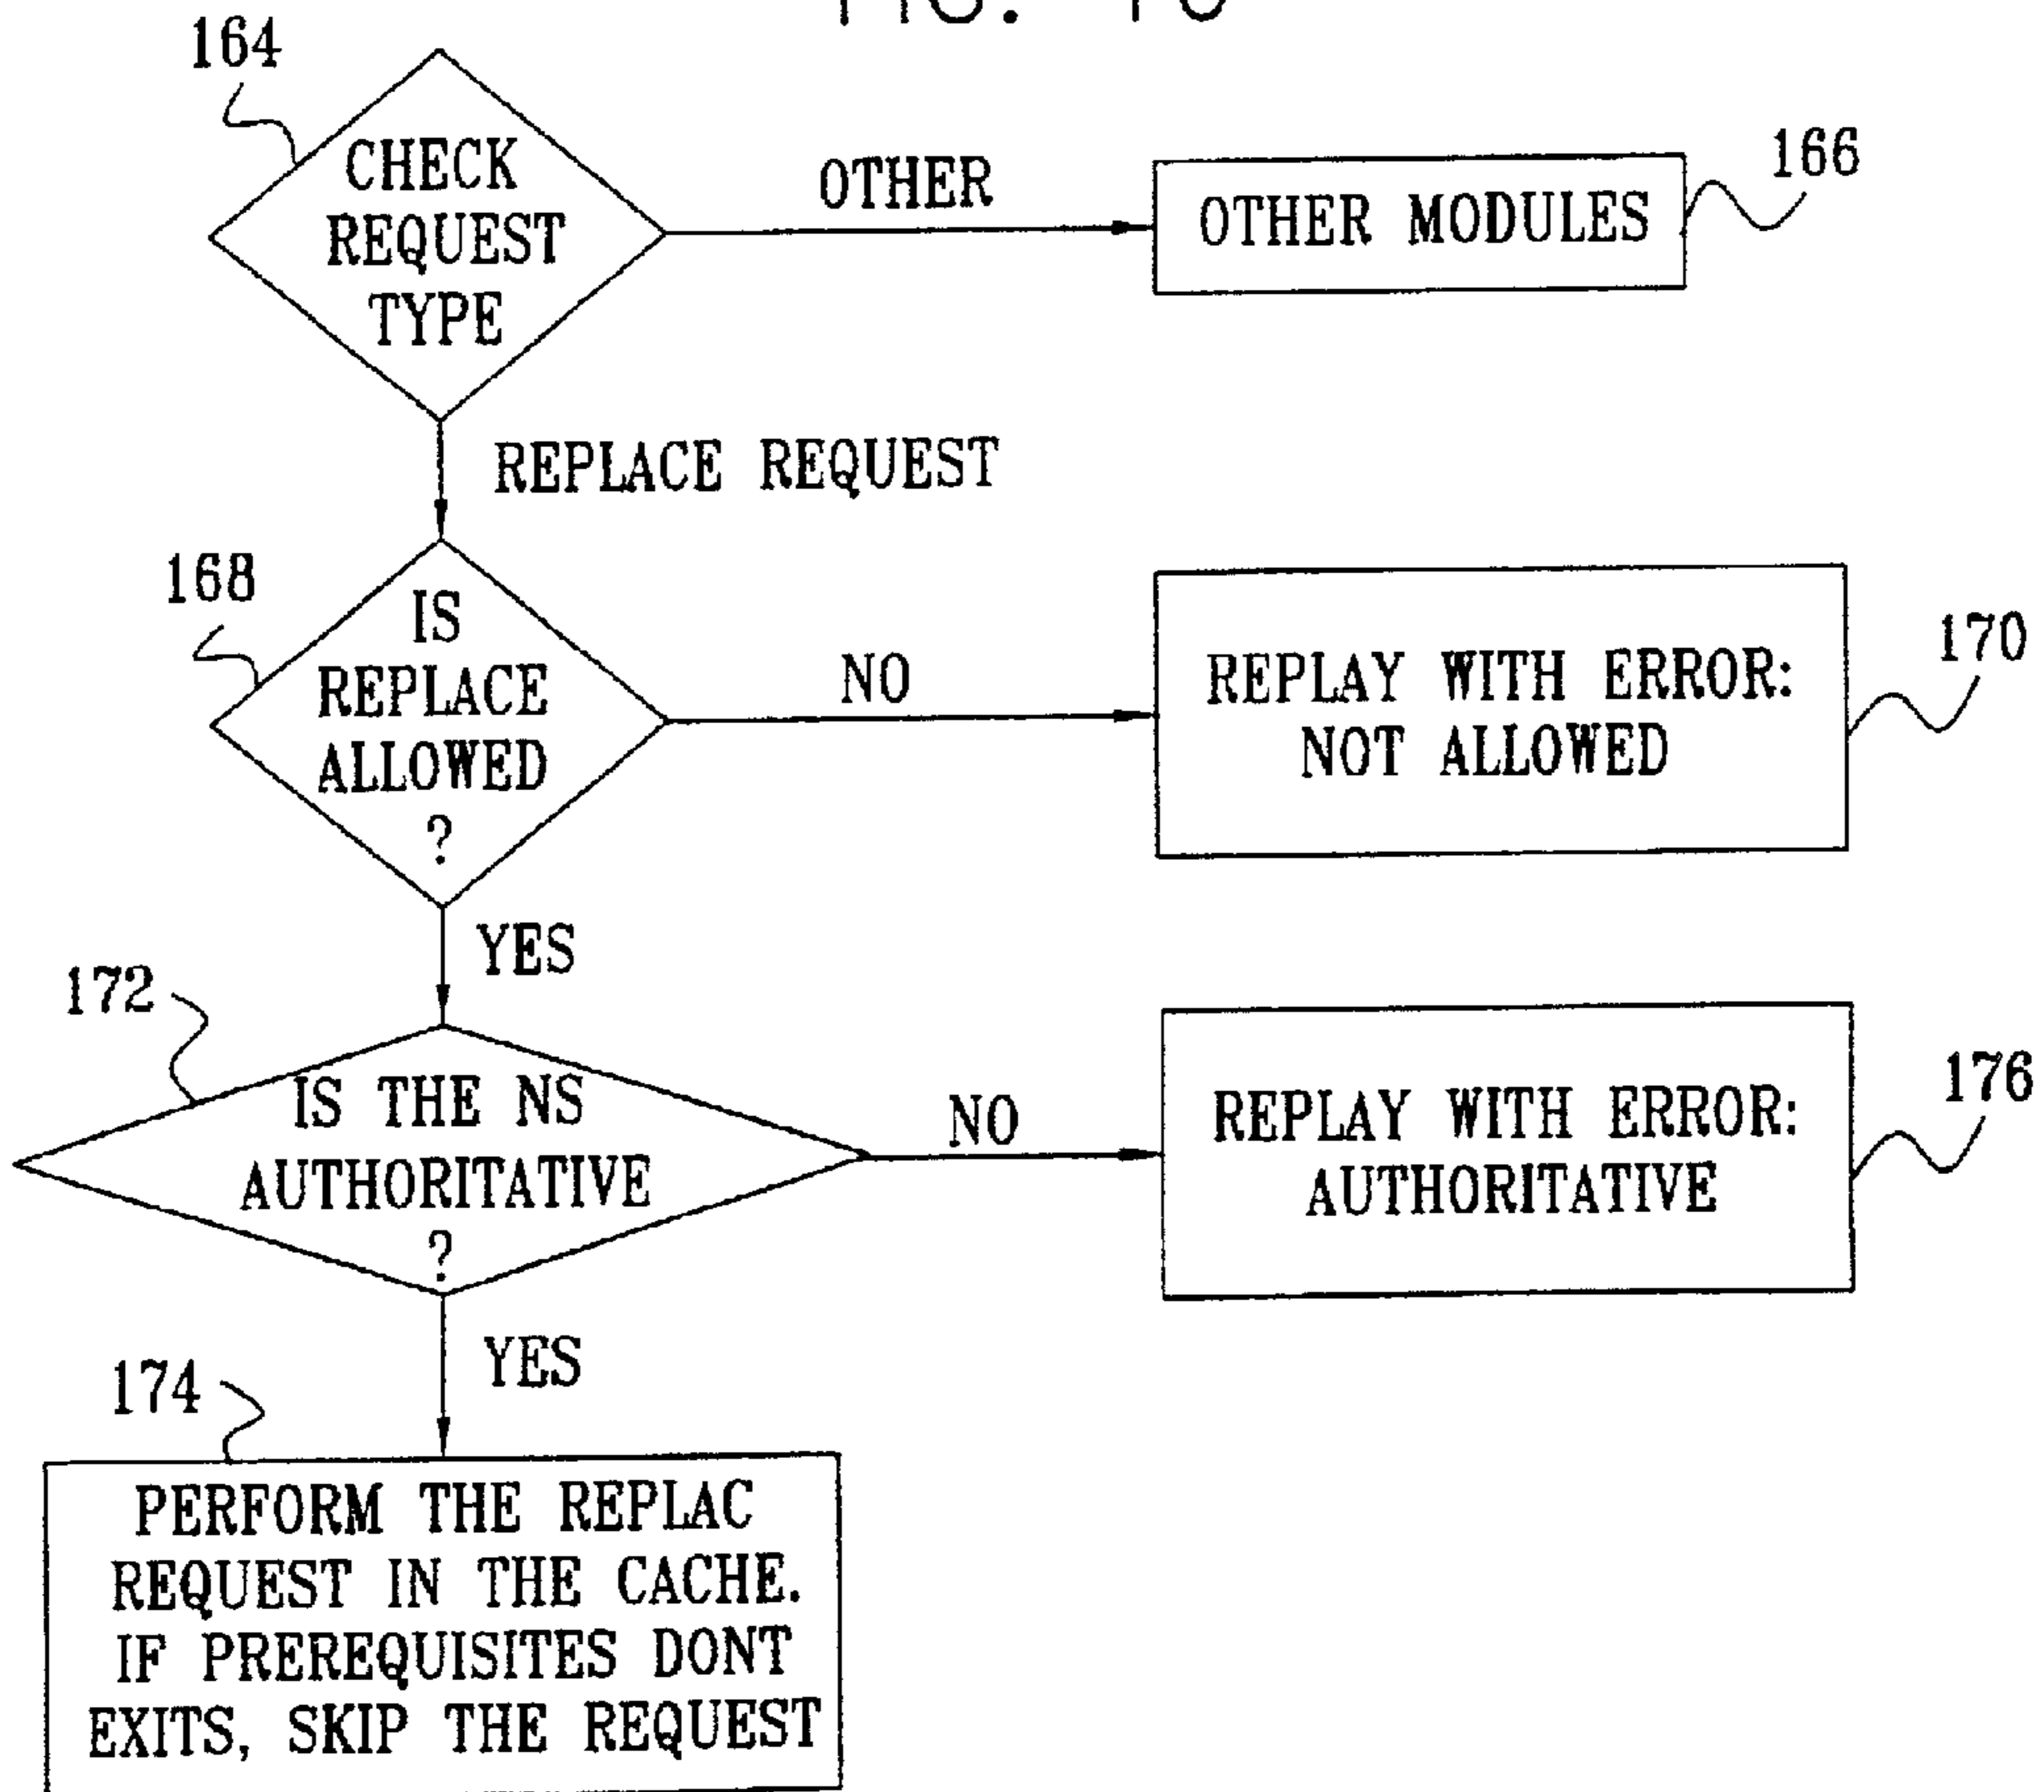 164
CHECK
REQUEST
TYPE
OTHER
OTHER MODULES
166
REPLACE REQUEST
168
IS
REPLACE
ALLOWED
?
NO
REPLAY WITH ERROR:
NOT ALLOWED
170
YES
172
IS THE NS
AUTHORITATIVE
?
NO
REPLAY WITH ERROR:
AUTHORITATIVE
176
YES
174
PERFORM THE REPLAC
REQUEST IN THE CACHE.
IF PREREQUISITES DONT
EXITS, SKIP THE REQUEST